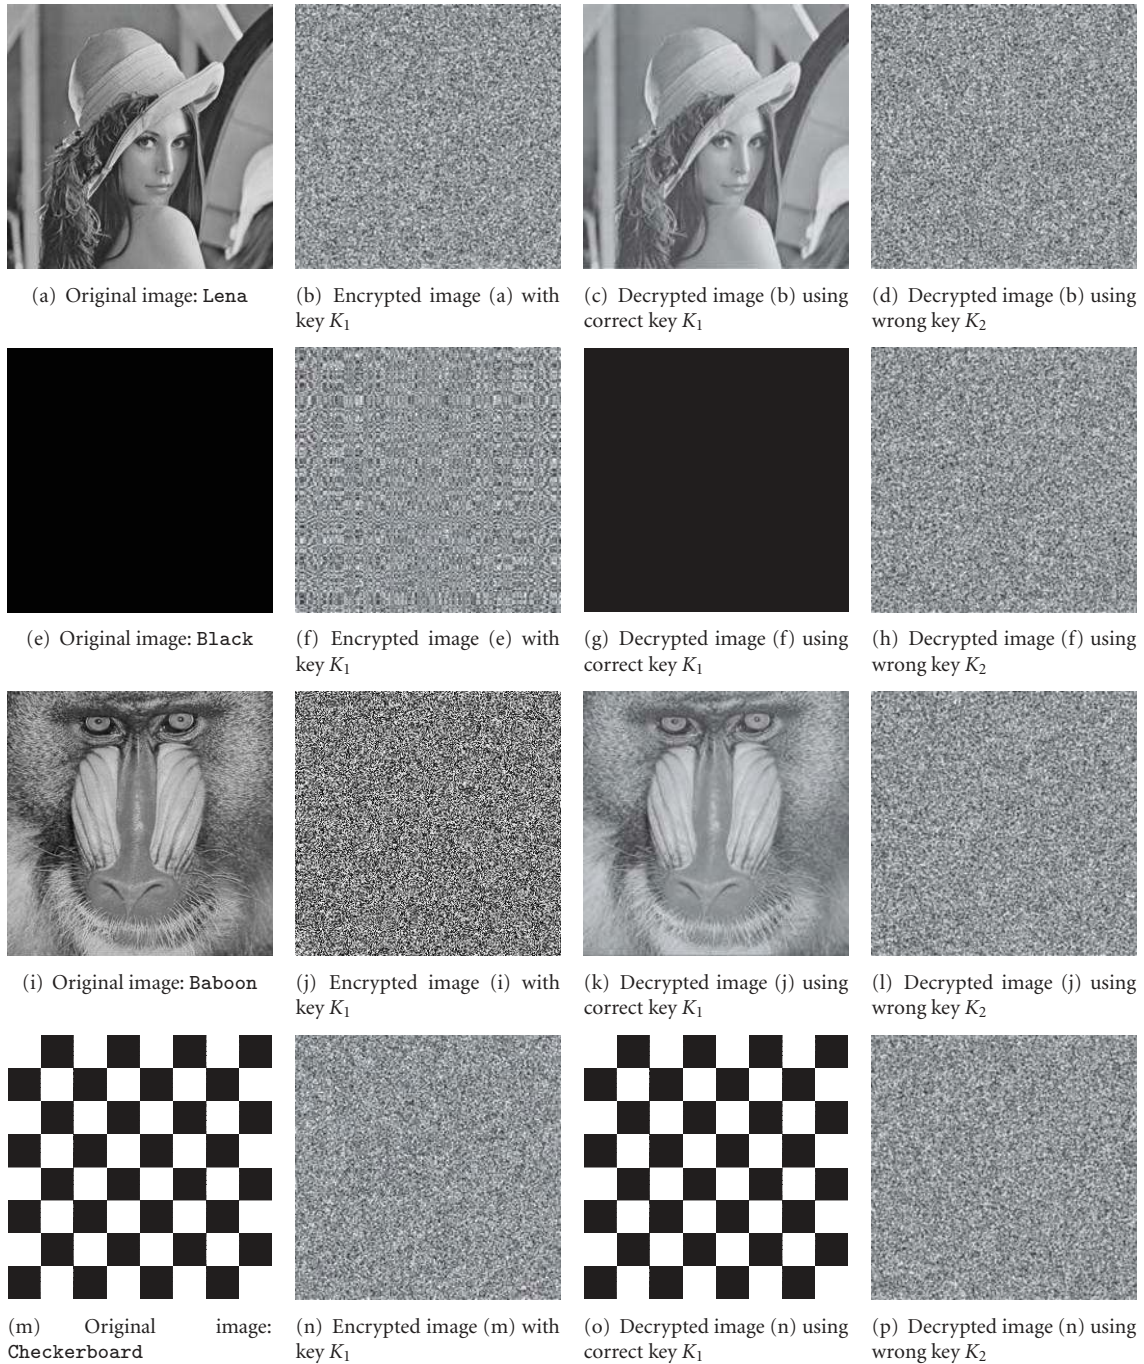 (a) Original image: Lena
(b) Encrypted image (a) with
key K1
(c) Decrypted image (b) using
correct key K1
(d) Decrypted image (b) using
wrong key K2
(e) Original image: Black
(f) Encrypted image (e) with
key K1
(g) Decrypted image (f) using
correct key K1
(h) Decrypted image (f) using
wrong key K2
(i) Original image: Baboon
(j) Encrypted image (i) with
key K1
(k) Decrypted image (j) using
correct key K1
(l) Decrypted image (j) using
wrong key K2
(m) Original image:
Checkerboard
(n) Encrypted image (m) with
key K1
(o) Decrypted image (n) using
correct key K1
(p) Decrypted image (n) using
wrong key K2